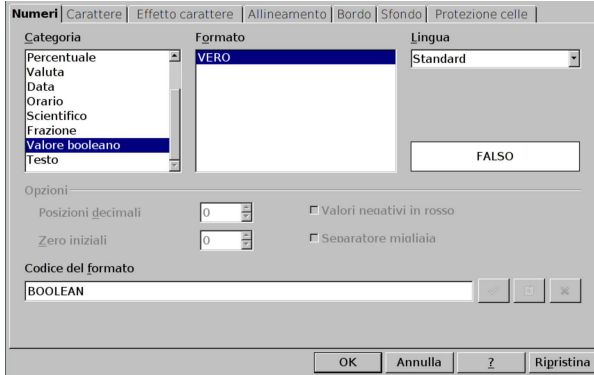 Numeri Carattere Effetto carattere Allineamento Bordo Sfondo Protezione celle
Categoria
Percentuale
Valuta
Data
Orario
Scientifico
Frazione
Valore booleano
Testo
Formato
VERO
Lingua
Standard
FALSO
Opzioni
Posizioni decimali 0
Valori negativi in rosso
Zero iniziali 0
Separatore migliaia
Codice del formato
BOOLEAN
OK Annulla ? Ripristina